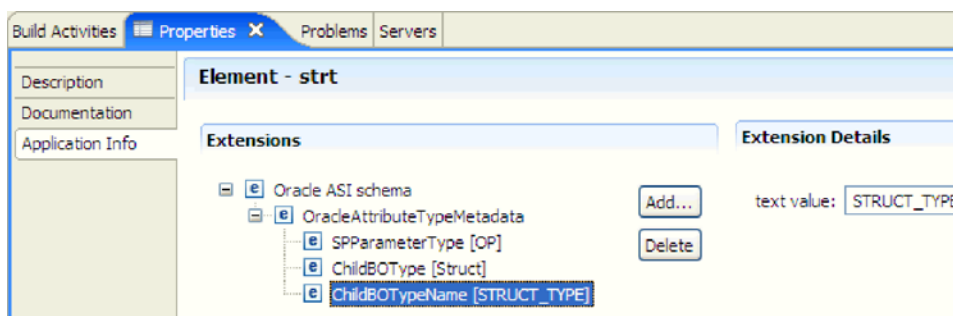 Build Activities Properties Problems Servers
Description
Documentation
Application Info
Element - strt
Extensions
Oracle ASI schema
OracleAttributeTypeMetadata
SPParameterType [OP]
ChildBOType [Struct]
ChildBOTypeName [STRUCT_TYPE]
Add...
Delete
Extension Details
text value: STRUCT_TYPE